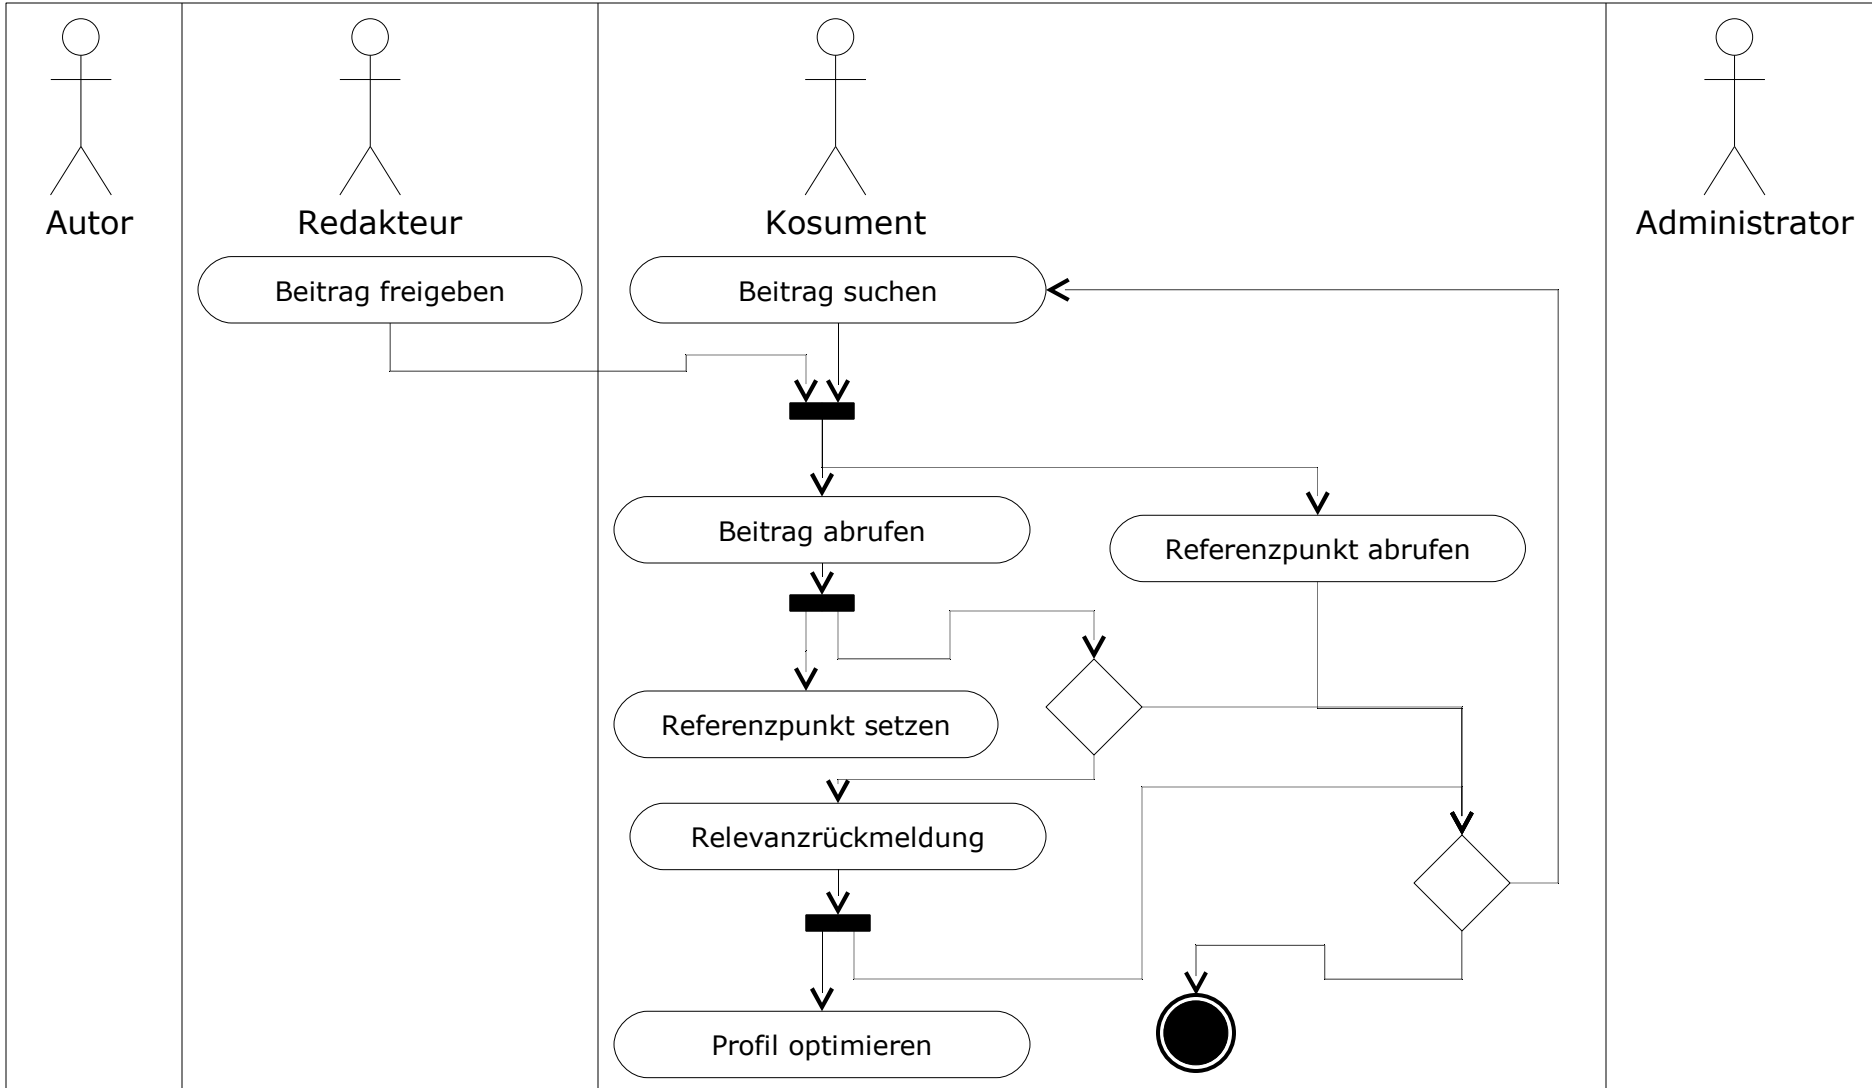 Autor
Redakteur
Kosument
Administrator
Beitrag freigeben
Beitrag suchen
Beitrag abrufen
Referenzpunkt abrufen
Referenzpunkt setzen
Relevanzrückmeldung
Profil optimieren